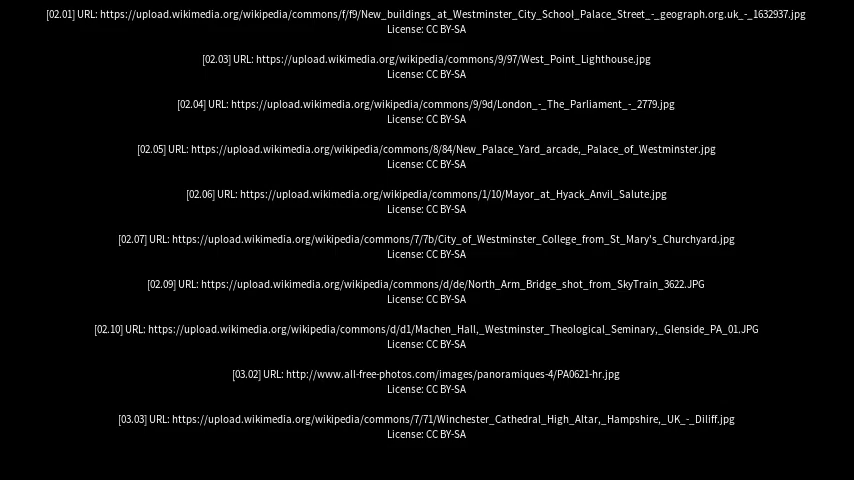 [02.01] URL: https://upload.wikimedia.org/wikipedia/commons/f/f9/New_buildings_at_Westminster_City_School_Palace_Street_-_geograph.org.uk_-_1632937.jpg
License: CC BY-SA
[02.03] URL: https://upload.wikimedia.org/wikipedia/commons/9/97/West_Point_Lighthouse.jpg
License: CC BY-SA
[02.04] URL: https://upload.wikimedia.org/wikipedia/commons/9/9d/London_-_The_Parliament_-_2779.jpg
License: CC BY-SA
[02.05] URL: https://upload.wikimedia.org/wikipedia/commons/8/84/New_Palace_Yard_arcade,_Palace_of_Westminster.jpg
License: CC BY-SA
[02.06] URL: https://upload.wikimedia.org/wikipedia/commons/1/10/Mayor_at_Hyack_Anvil_Salute.jpg
License: CC BY-SA
[02.07] URL: https://upload.wikimedia.org/wikipedia/commons/7/7b/City_of_Westminster_College_from_St_Mary's_Churchyard.jpg
License: CC BY-SA
[02.09] URL: https://upload.wikimedia.org/wikipedia/commons/d/de/North_Arm_Bridge_shot_from_SkyTrain_3622.JPG
License: CC BY-SA
[02.10] URL: https://upload.wikimedia.org/wikipedia/commons/d/d1/Machen_Hall,_Westminster_Theological_Seminary,_Glenside_PA_01.JPG
License: CC BY-SA
[03.02] URL: http://www.all-free-photos.com/images/panoramiques-4/PA0621-hr.jpg
License: CC BY-SA
[03.03] URL: https://upload.wikimedia.org/wikipedia/commons/7/71/Winchester_Cathedral_High_Altar,_Hampshire,_UK_-_Diliff.jpg
License: CC BY-SA